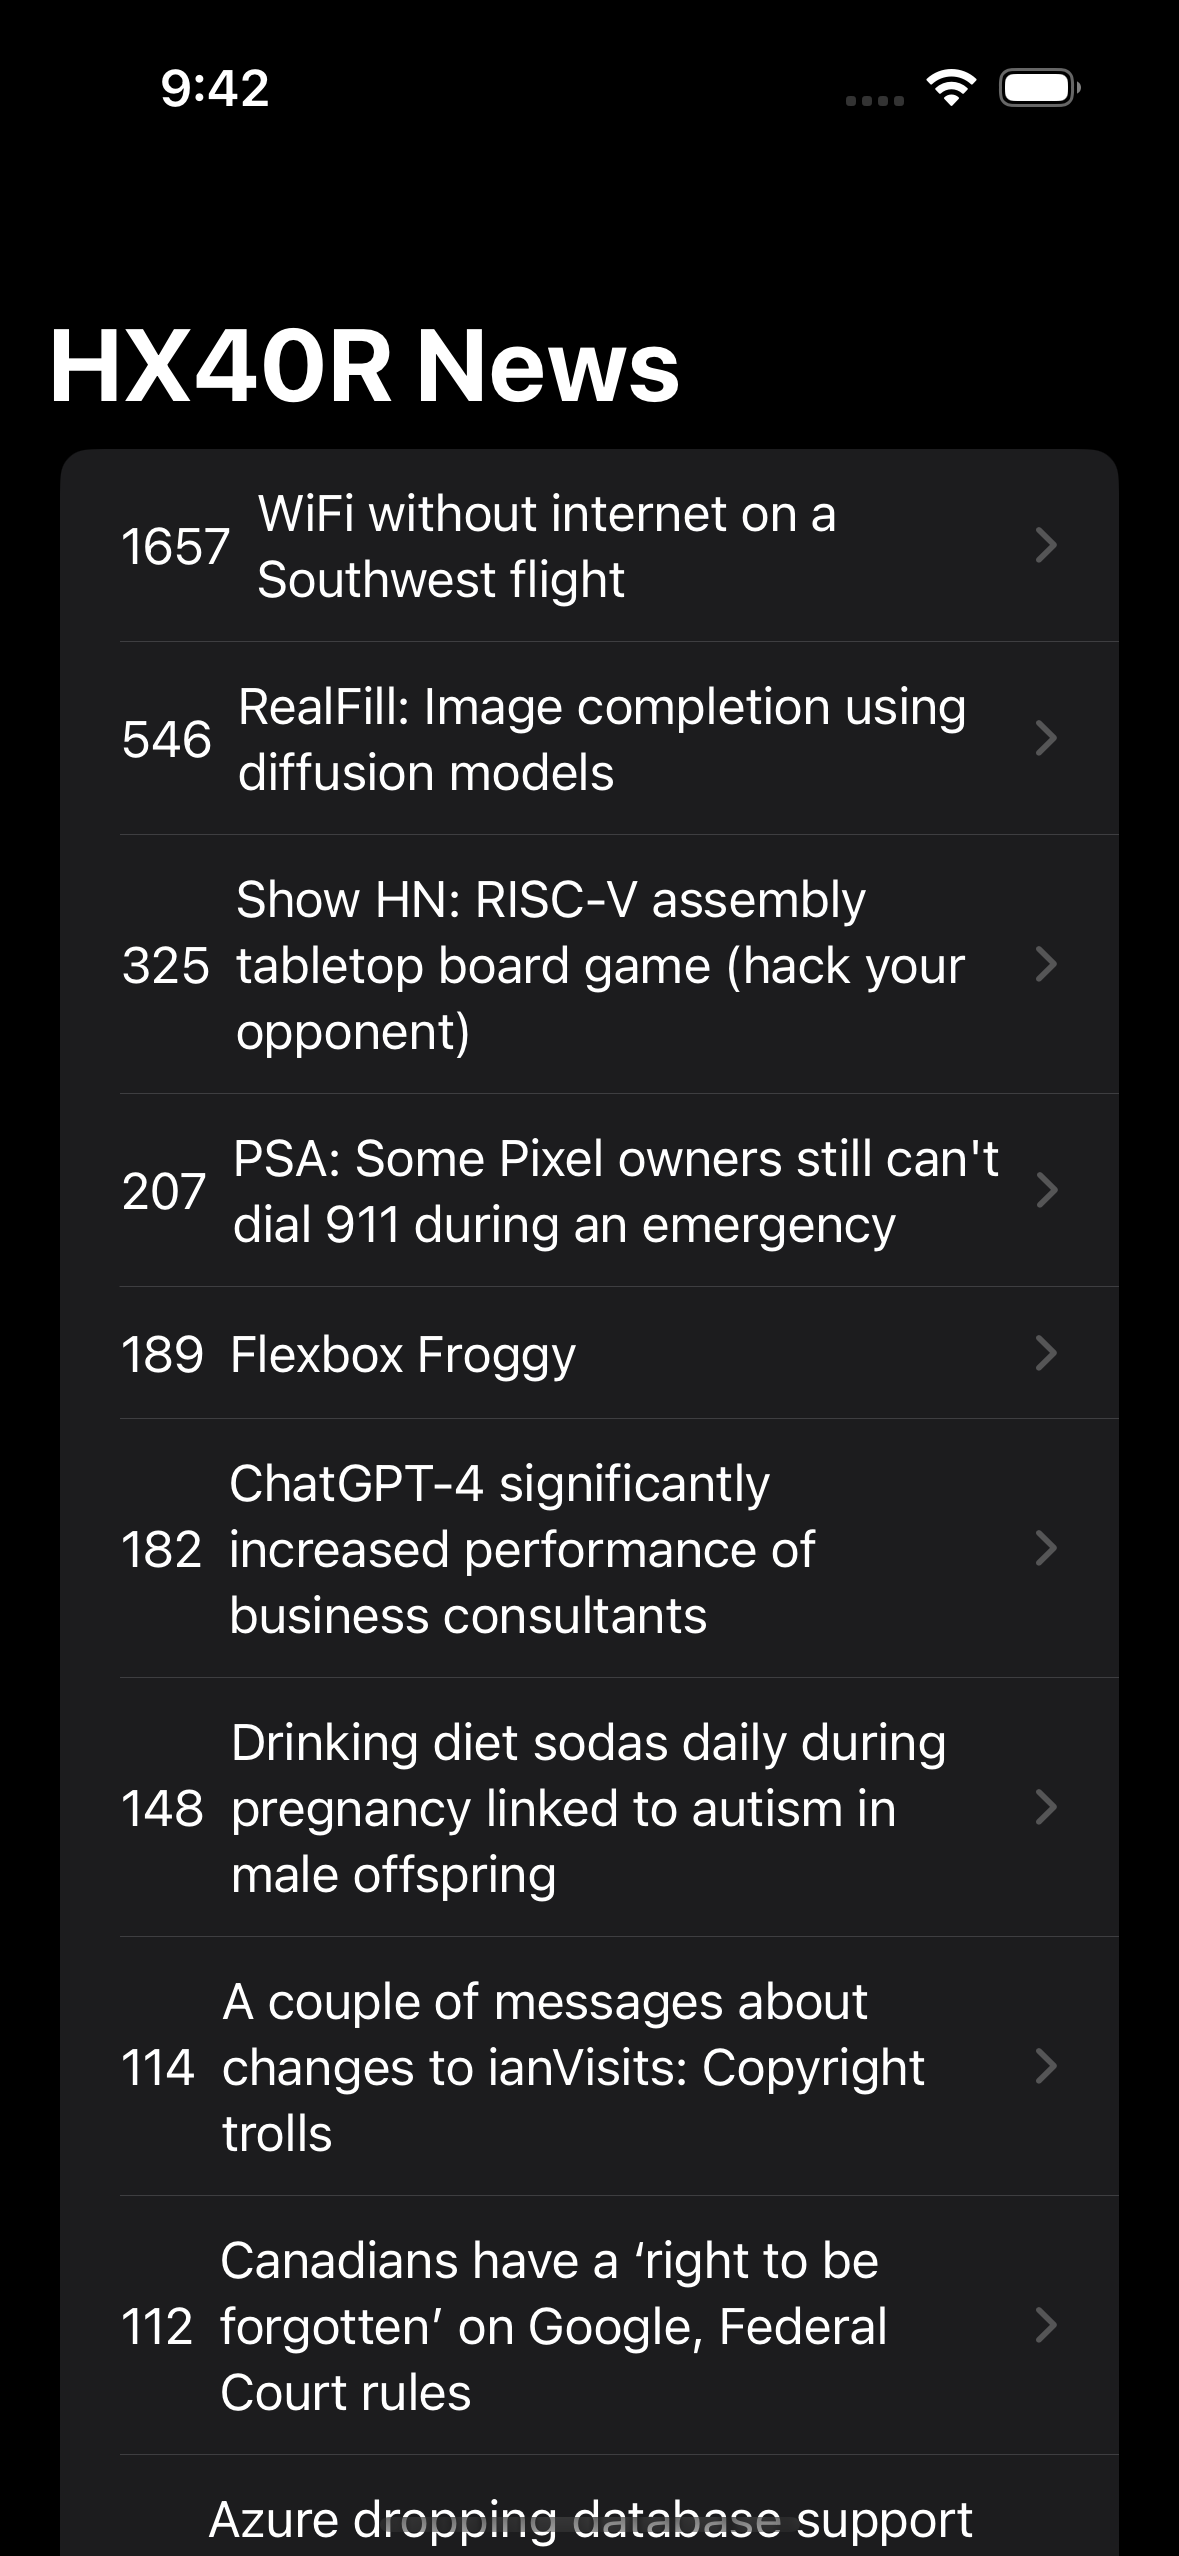 9:42
HX40R News
1657
WiFi without internet on a
Southwest flight
546
RealFill: Image completion using
diffusion models
325
Show HN: RISC-V assembly
tabletop board game (hack your
opponent)
207
PSA: Some Pixel owners still can't
dial 911 during an emergency
189
Flexbox Froggy
182
ChatGPT-4 significantly
increased performance of
business consultants
148
Drinking diet sodas daily during
pregnancy linked to autism in
male offspring
114
A couple of messages about
changes to ianVisits: Copyright
trolls
112
Canadians have a ‘right to be
forgotten’ on Google, Federal
Court rules
Azure dropping database support